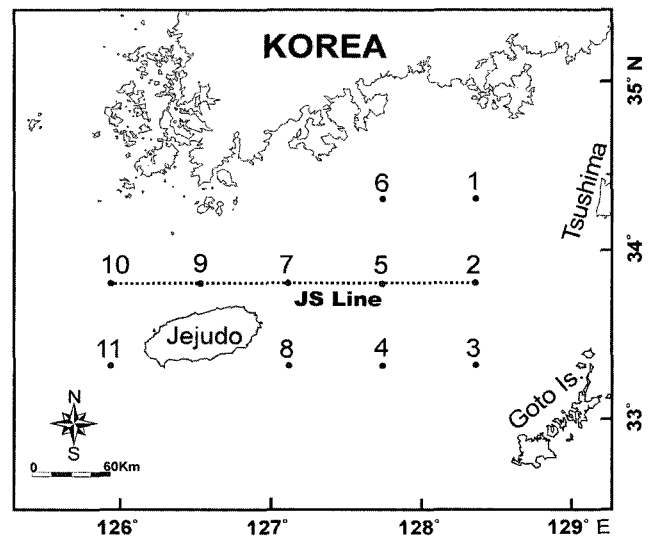 KOREA
35° N
6 1
Tsushima
34°
10 9 7 5 2
JS Line
Jejudo
11 8 4 3
Goto Is.
N
S
33°
0 60Km
126° 127° 128° 129° E